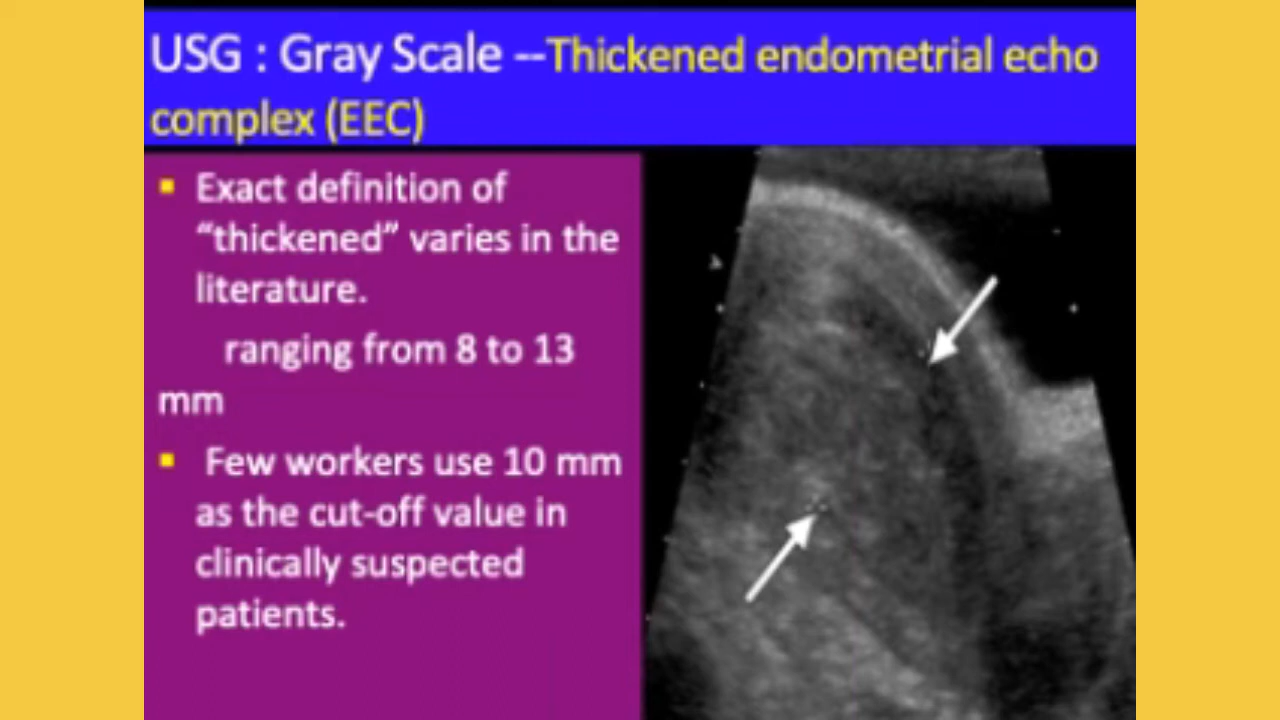 USG : Gray Scale --Thickened endometrial echo
complex (EEC)
Exact definition of
“thickened” varies in the
literature.
ranging from 8 to 13
mm
Few workers use 10 mm
as the cut-off value in
clinically suspected
patients.